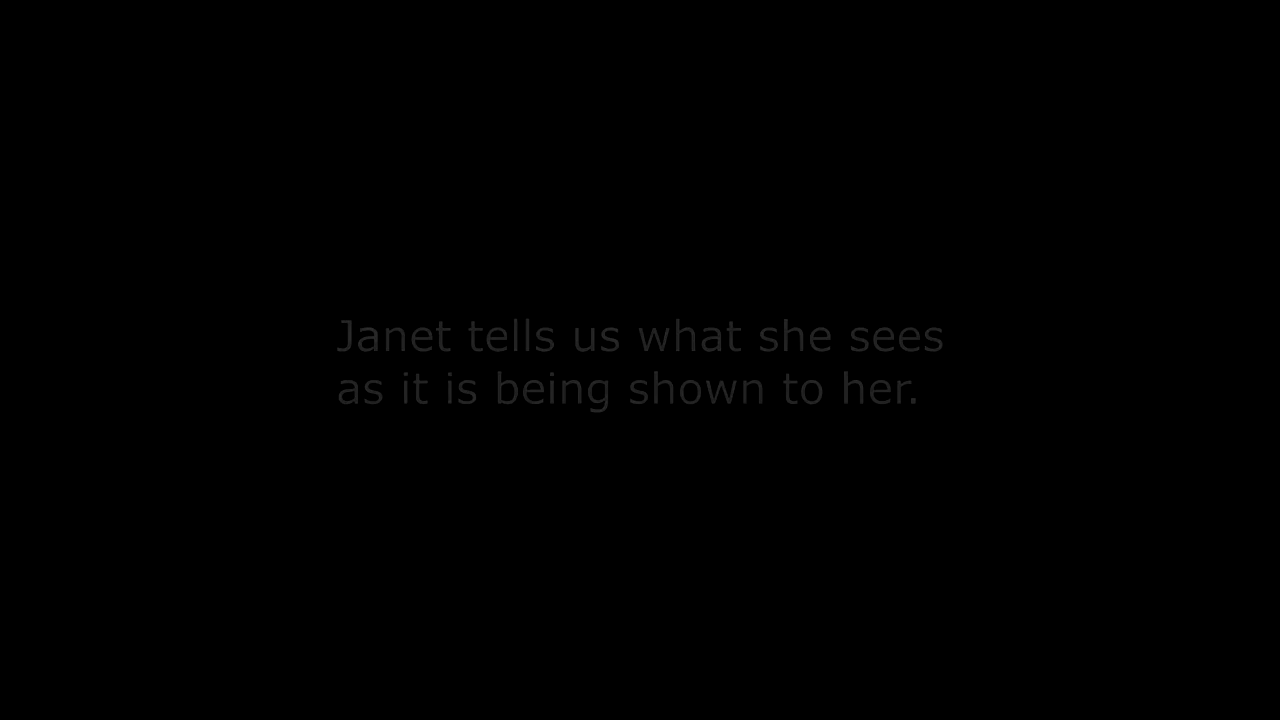 Janet tells us what she sees
as it is being shown to her.